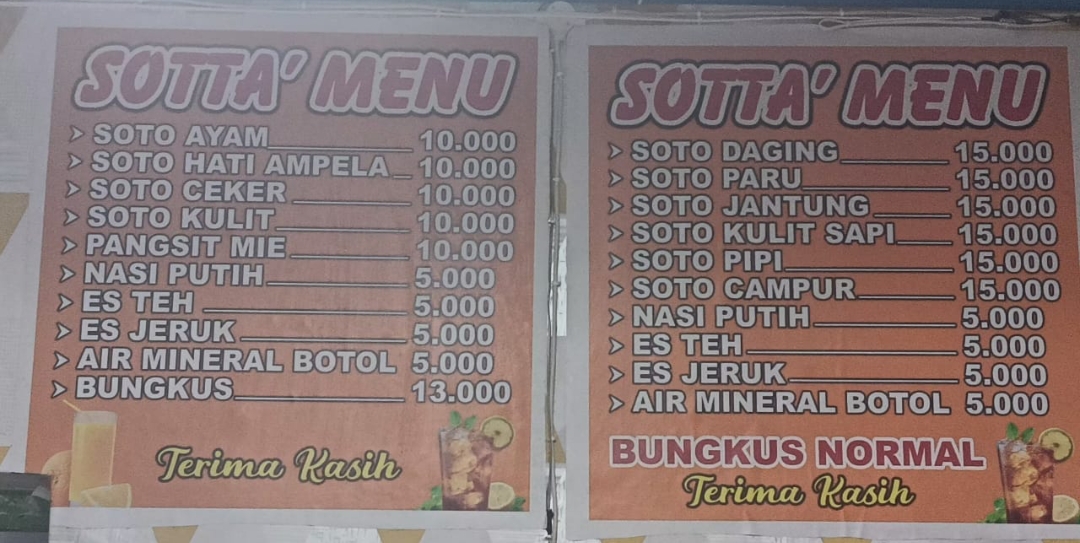 SOTTA' MENU
SOTO AYAM 10.000
SOTO HATI AMPELA 10.000
SOTO CEKER 10.000
SOTO KULIT 10.000
PANGSIT MIE 10.000
NASI PUTIH 5.000
ES TEH 5.000
ES JERUK 5.000
AIR MINERAL BOTOL 5.000
BUNGKUS 13.000
Terima Kasih
SOTTA' MENU
SOTO DAGING 15.000
SOTO PARU 15.000
SOTO JANTUNG 15.000
SOTO KULIT SAPI 15.000
SOTO PIPI 15.000
SOTO CAMPUR 15.000
NASI PUTIH 5.000
ES TEH 5.000
ES JERUK 5.000
AIR MINERAL BOTOL 5.000
BUNGKUS NORMAL
Terima Kasih